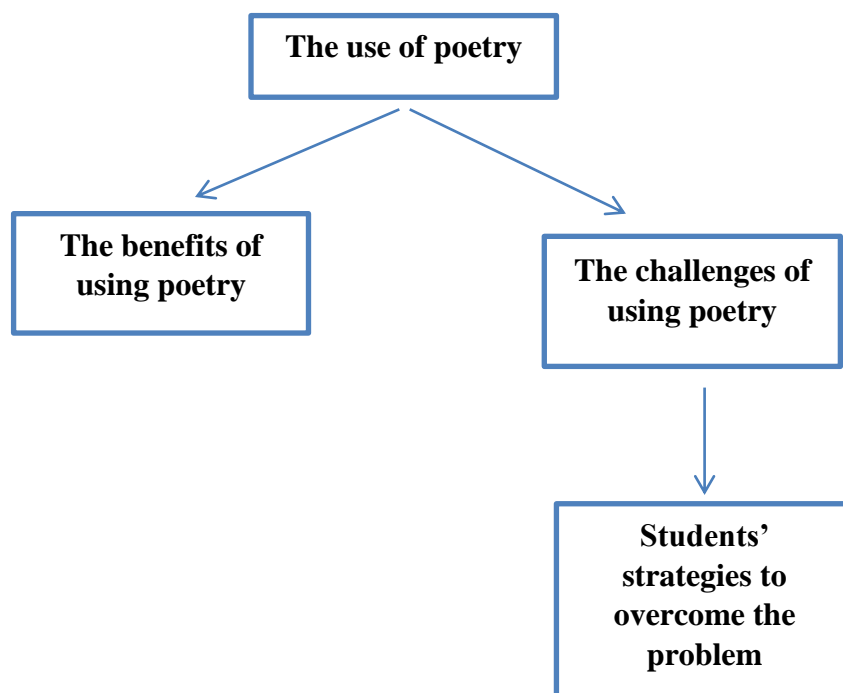 The use of poetry
The benefits of
using poetry
The challenges of
using poetry
Students’
strategies to
overcome the
problem